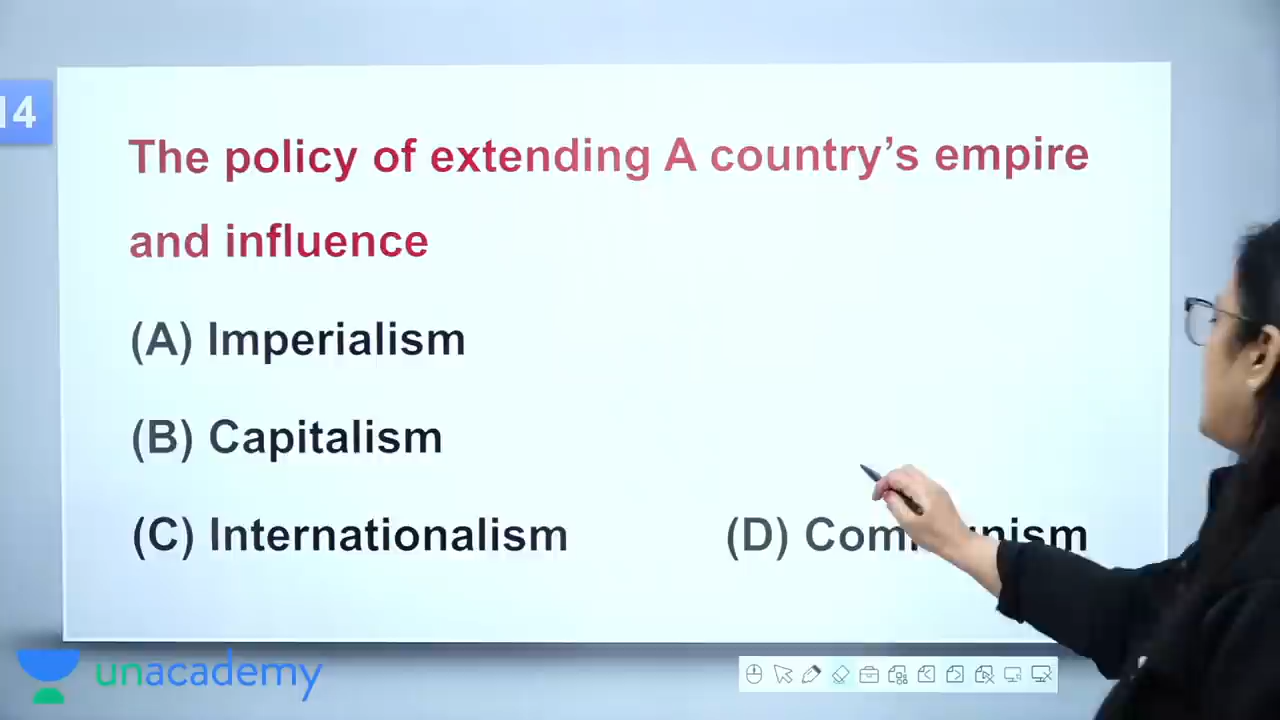 14
The policy of extending A country’s empire
and influence
(A) Imperialism
(B) Capitalism
(C) Internationalism
(D)
unacademy